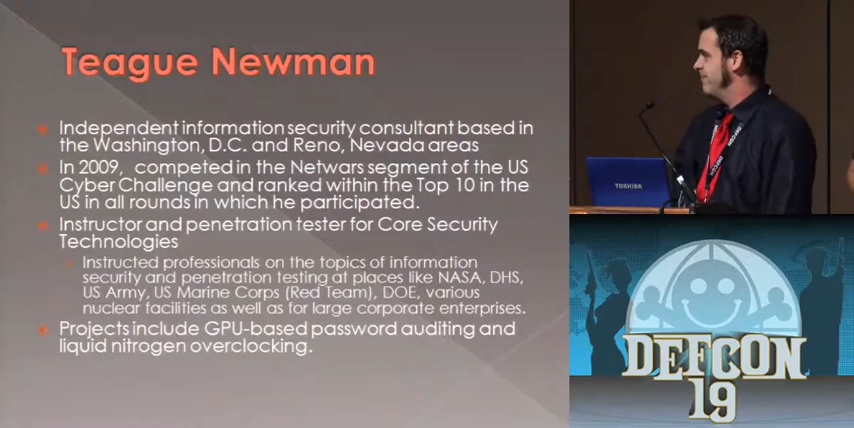 Teague Newman
Independent information security consultant based in
the Washington, D.C. and Reno, Nevada areas
In 2009, competed in the Netwars segment of the US
Cyber Challenge and ranked within the Top 10 in the
US in all rounds in which he participated.
Instructor and penetration tester for Core Security
Technologies
Instructed professionals on the topics of information
security and penetration testing at places like NASA, DHS,
US Army, US Marine Corps (Red Team), DOE, various
nuclear facilities as well as for large corporate enterprises.
Projects include GPU-based password auditing and
liquid nitrogen overclocking.
DEFCON
TOSHIBA
DEFCON
19